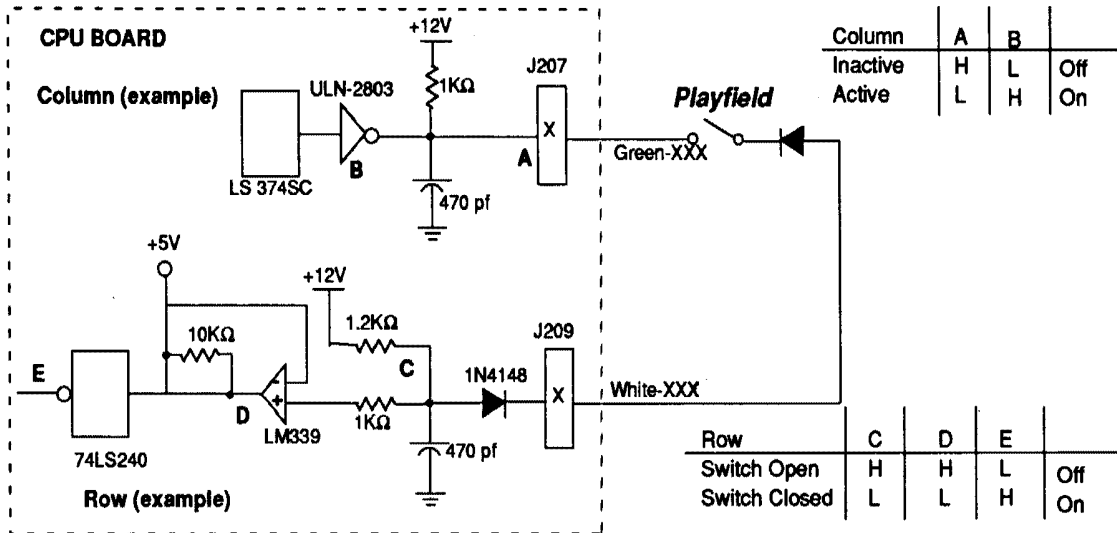 CPU BOARD
Column (example)
+12V
1KΩ
ULN-2803
J207
X
A
B
LS 374SC
470 pf
Playfield
Green-XXX
Column A B
Inactive H L Off
Active L H On
+5V
10KΩ
+12V
1.2KΩ
C
J209
1N4148
X
White-XXX
E
D
-
+
LM339
1KΩ
470 pf
74LS240
Row (example)
Row C D E
Switch Open H H L Off
Switch Closed L L H On